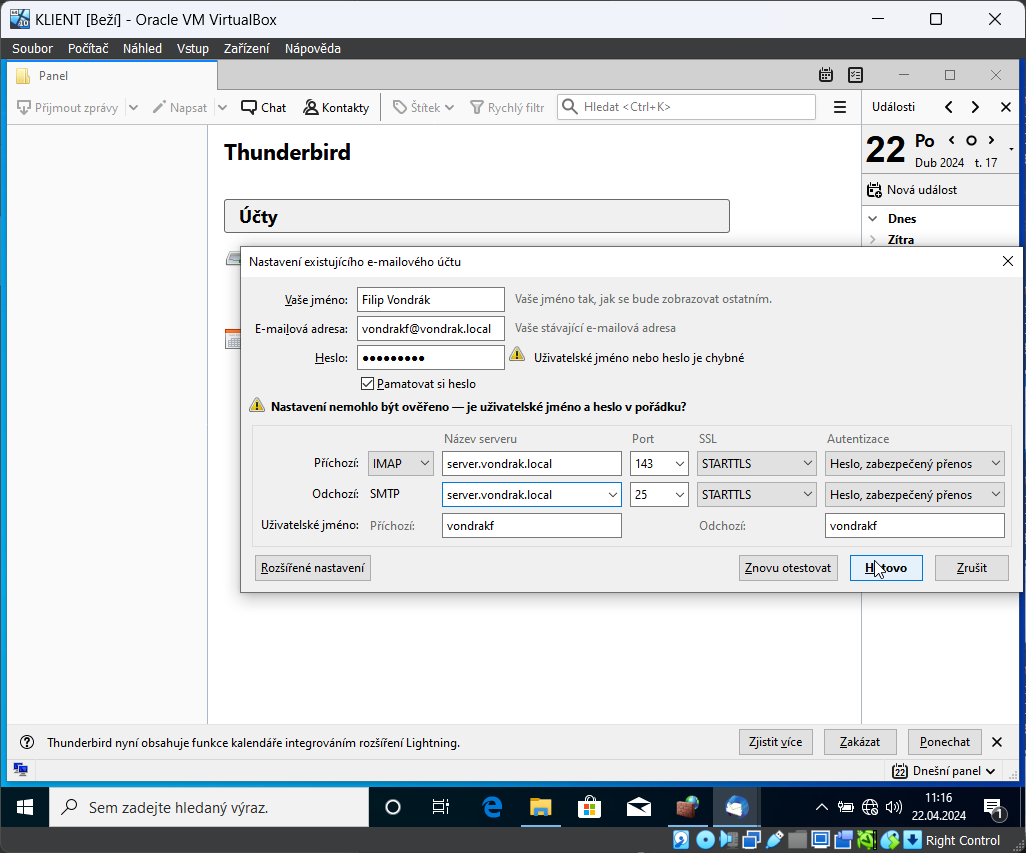 KLIENT [Beží] - Oracle VM VirtualBox
Soubor Počítač Náhled Vstup Zařízení Nápověda
Panel
Přijmout zprávy Napsat Chat Kontakty Štítek Rychlý filtr Hledat <Ctrl+K> Události
22 Po
Dub 2024 t. 17
Thunderbird
Nová událost
Účty
Dnes
Zítra
Nastavení existujícího e-mailového účtu
Vaše jméno: Filip Vondrák Vaše jméno tak, jak se bude zobrazovat ostatním.
E-mailová adresa: vondrakf@vondrak.local Vaše stávající e-mailová adresa
Heslo: ●●●●●●●●● Uživatelské jméno nebo heslo je chybné
Pamatovat si heslo
Nastavení nemohlo být ověřeno — je uživatelské jméno a heslo v pořádku?
Název serveru Port SSL Autentizace
Příchozí: IMAP server.vondrak.local 143 STARTTLS Heslo, zabezpečený přenos
Odchozí: SMTP server.vondrak.local 25 STARTTLS Heslo, zabezpečený přenos
Uživatelské jméno: Příchozí: vondrakf Odchozí: vondrakf
Rozšířené nastavení Znovu otestovat Hotovo Zrušit
Thunderbird nyní obsahuje funkce kalendáře integrováním rozšíření Lightning. Zjistit více Zakázat Ponechat
22 Dnešní panel
Sem zadejte hledaný výraz.
11:16
22.04.2024
1
Right Control